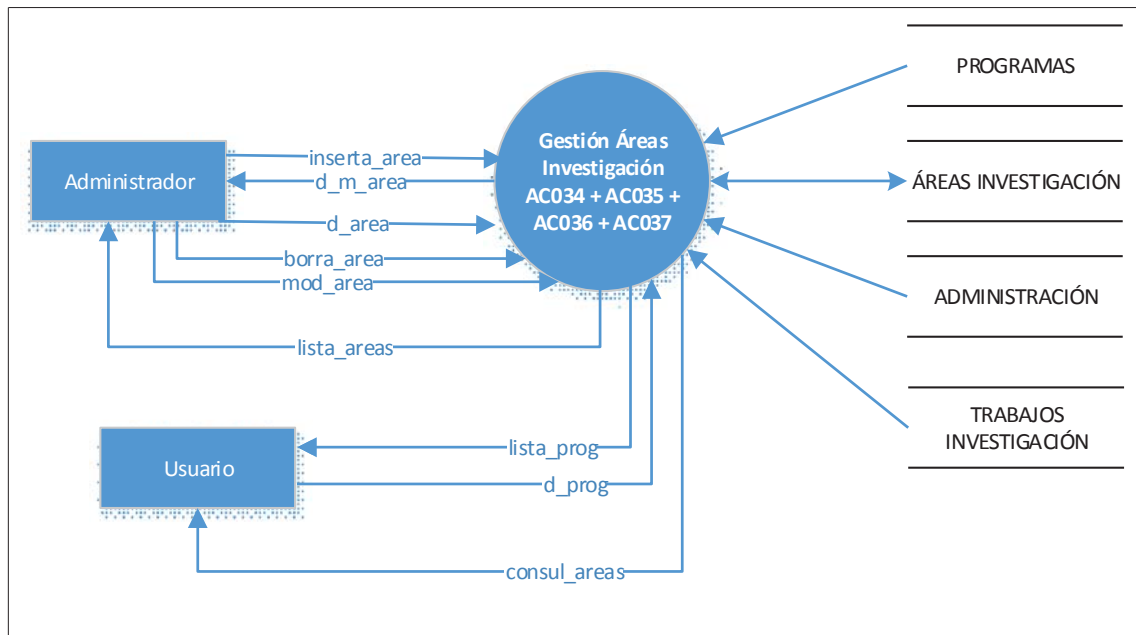 PROGRAMAS
Gestión Áreas
Investigación
AC034 + AC035 +
AC036 + AC037
Administrador
inserta_area
d_m_area
d_area
borra_area
mod_area
lista_areas
ÁREAS INVESTIGACIÓN
ADMINISTRACIÓN
TRABAJOS
INVESTIGACIÓN
Usuario
lista_prog
d_prog
consul_areas